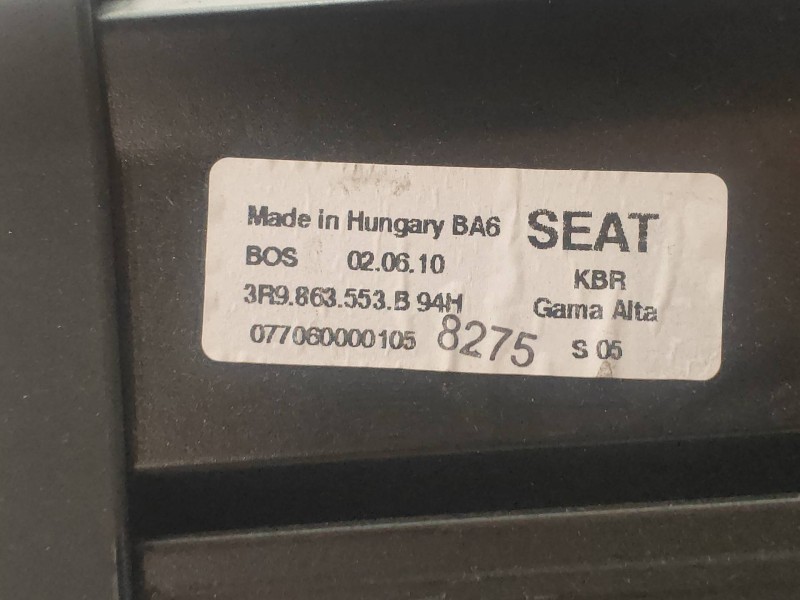 Made in Hungary BA6 SEAT
BOS 02.06.10 KBR
3R9.863.553.B 94H Gama Alta
077060000105 8275 S 05